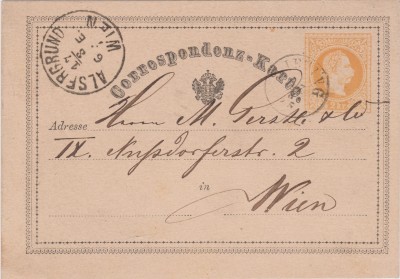 WIEN
ALSERGRUND
Correspondenz-Karte.
Adresse
Herrn M. Gerstle & Co
IX. Nußdorferstr. 2
in
Wien